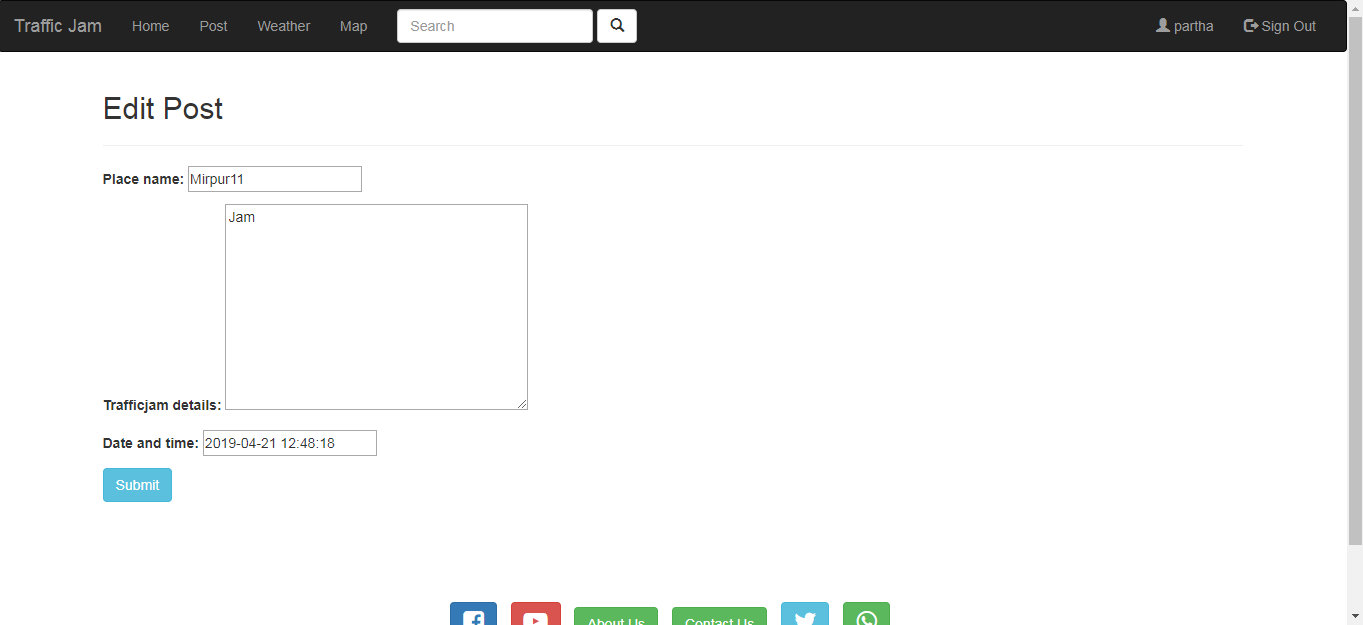 Traffic Jam Home Post Weather Map Search partha Sign Out
Edit Post
Place name: Mirpur11
Jam
Trafficjam details:
Date and time: 2019-04-21 12:48:18
Submit
About Us Contact Us